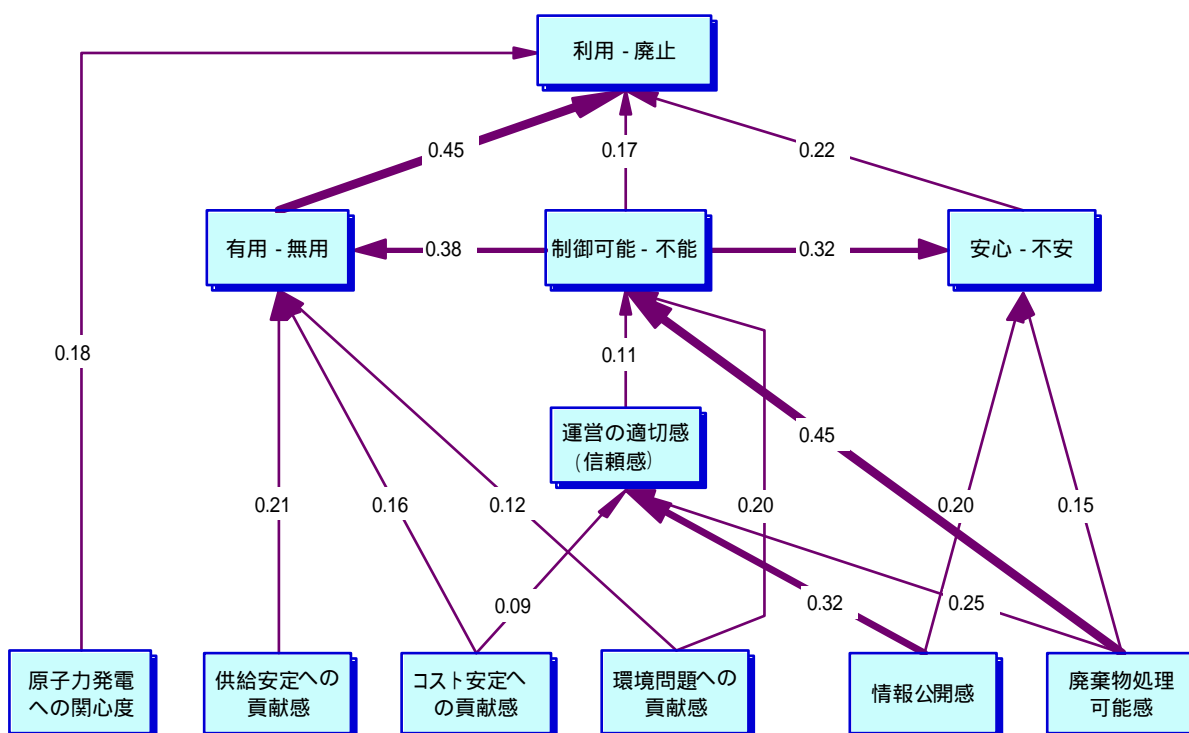 利用 - 廃止
0.45
0.17
0.22
有用 - 無用
0.38
制御可能 - 不能
0.32
安心 - 不安
0.18
0.11
運営の適切感
(信頼感)
0.45
0.21
0.16
0.12
0.20
0.20
0.15
0.09
0.32
0.25
原子力発電
への関心度
供給安定への
貢献感
コスト安定へ
の貢献感
環境問題への
貢献感
情報公開感
廃棄物処理
可能感